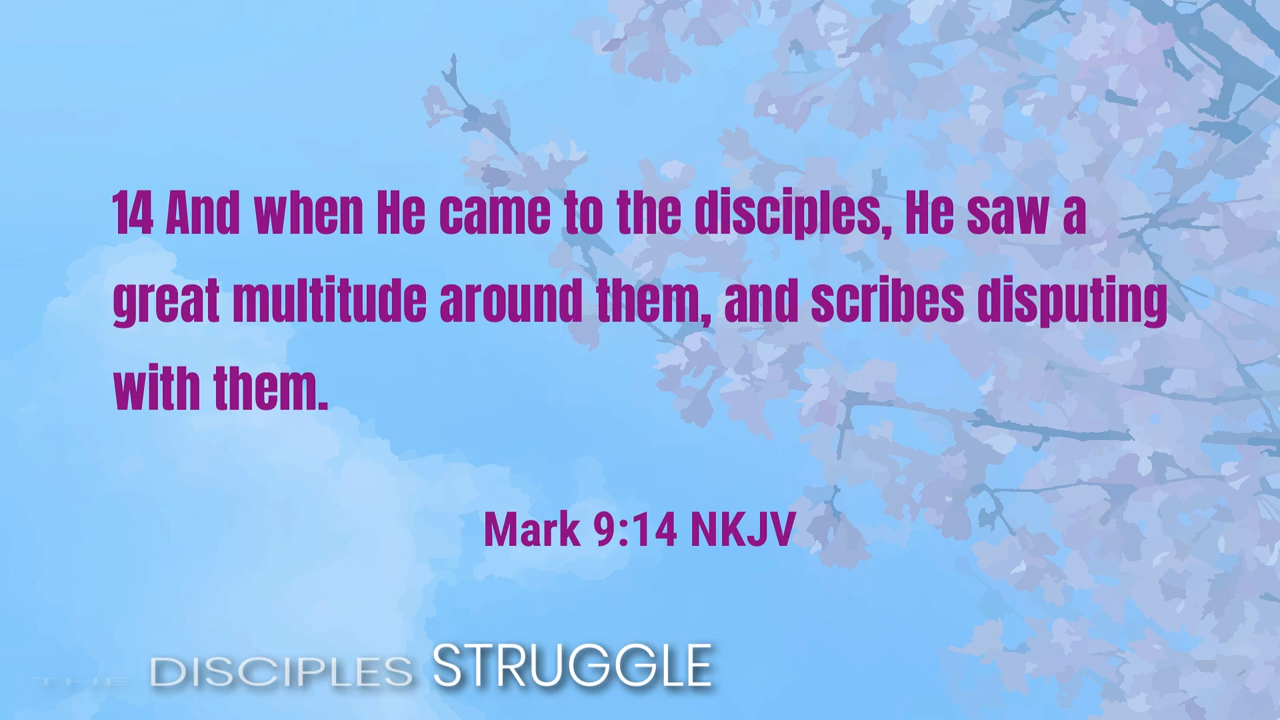 14 And when He came to the disciples, He saw a
great multitude around them, and scribes disputing
with them.
Mark 9:14 NKJV
THE DISCIPLES STRUGGLE